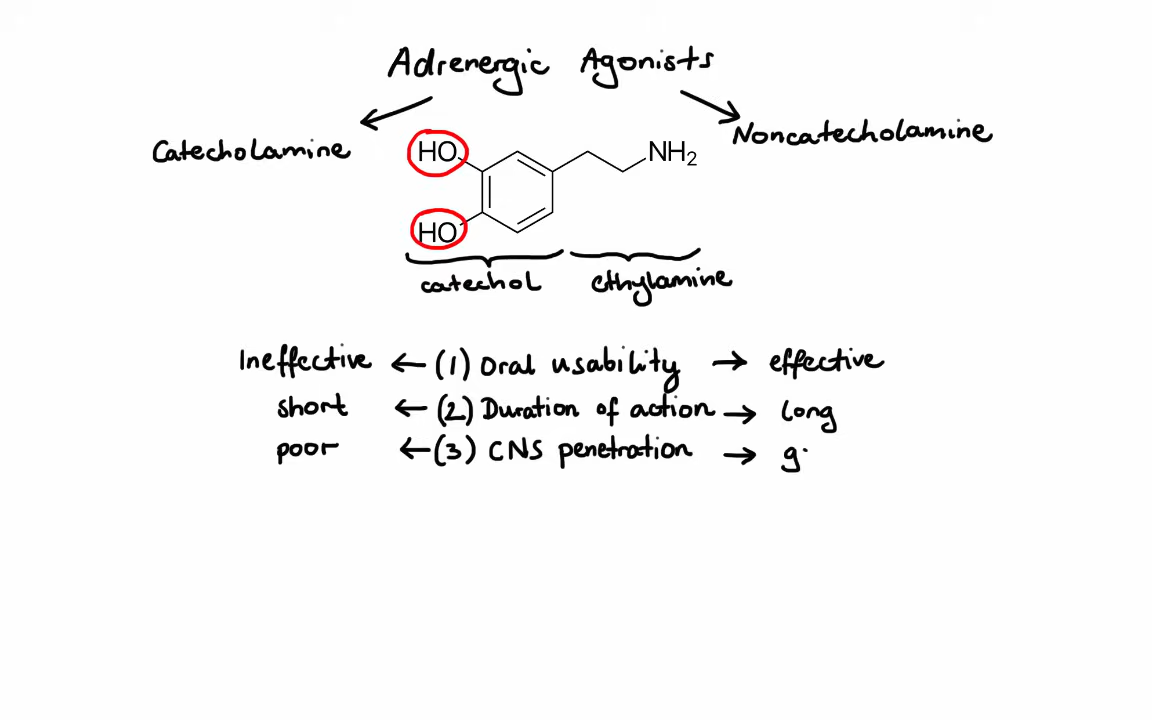 Adrenergic Agonists
Catecholamine
Noncatecholamine
HO
NH2
HO
catechol
ethylamine
Ineffective ← (1) Oral usability → effective
short ← (2) Duration of action → long
poor ← (3) CNS penetration → g